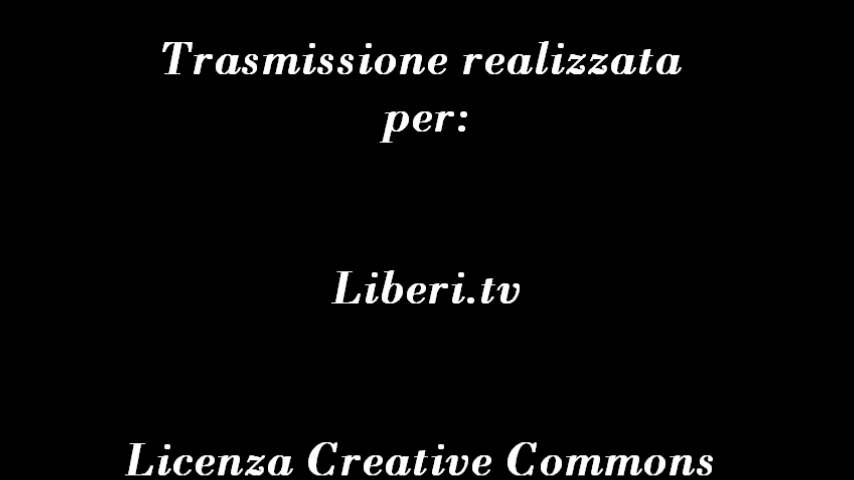 Trasmissione realizzata
per:
Liberi.tv
Licenza Creative Commons